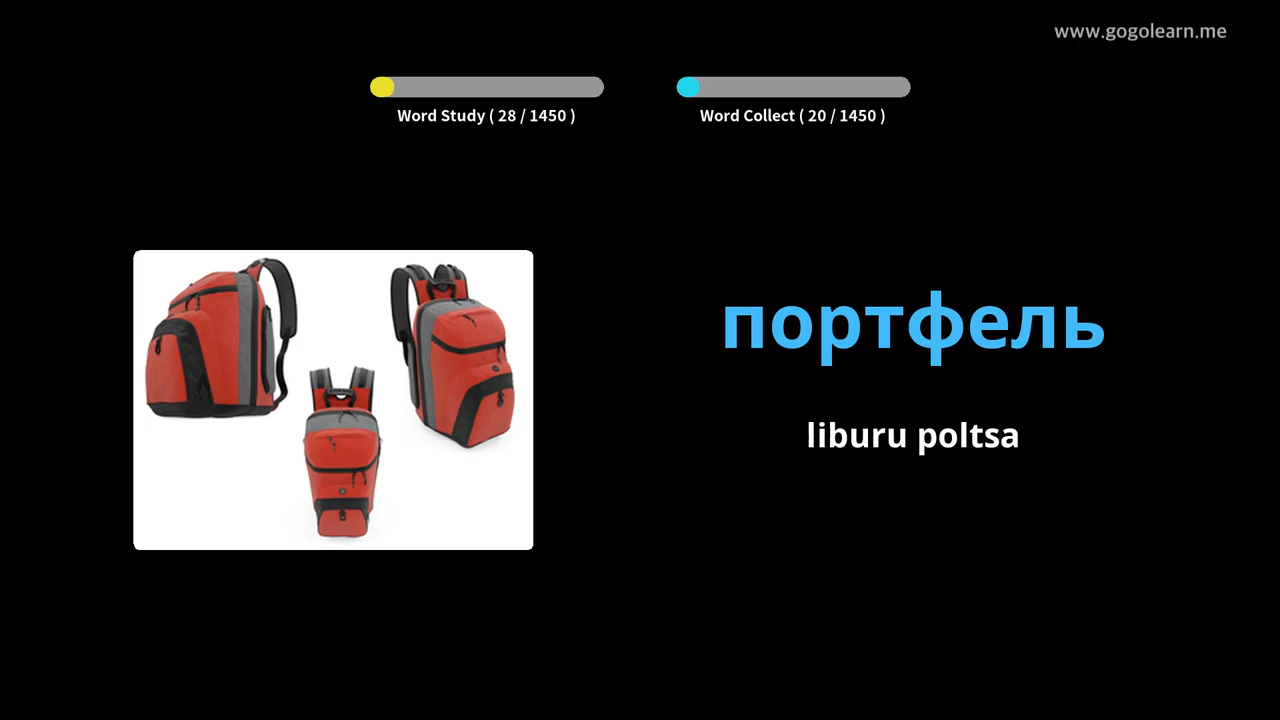 www.gogolearn.me
Word Study ( 28 / 1450 )
Word Collect ( 20 / 1450 )
портфель
liburu poltsa